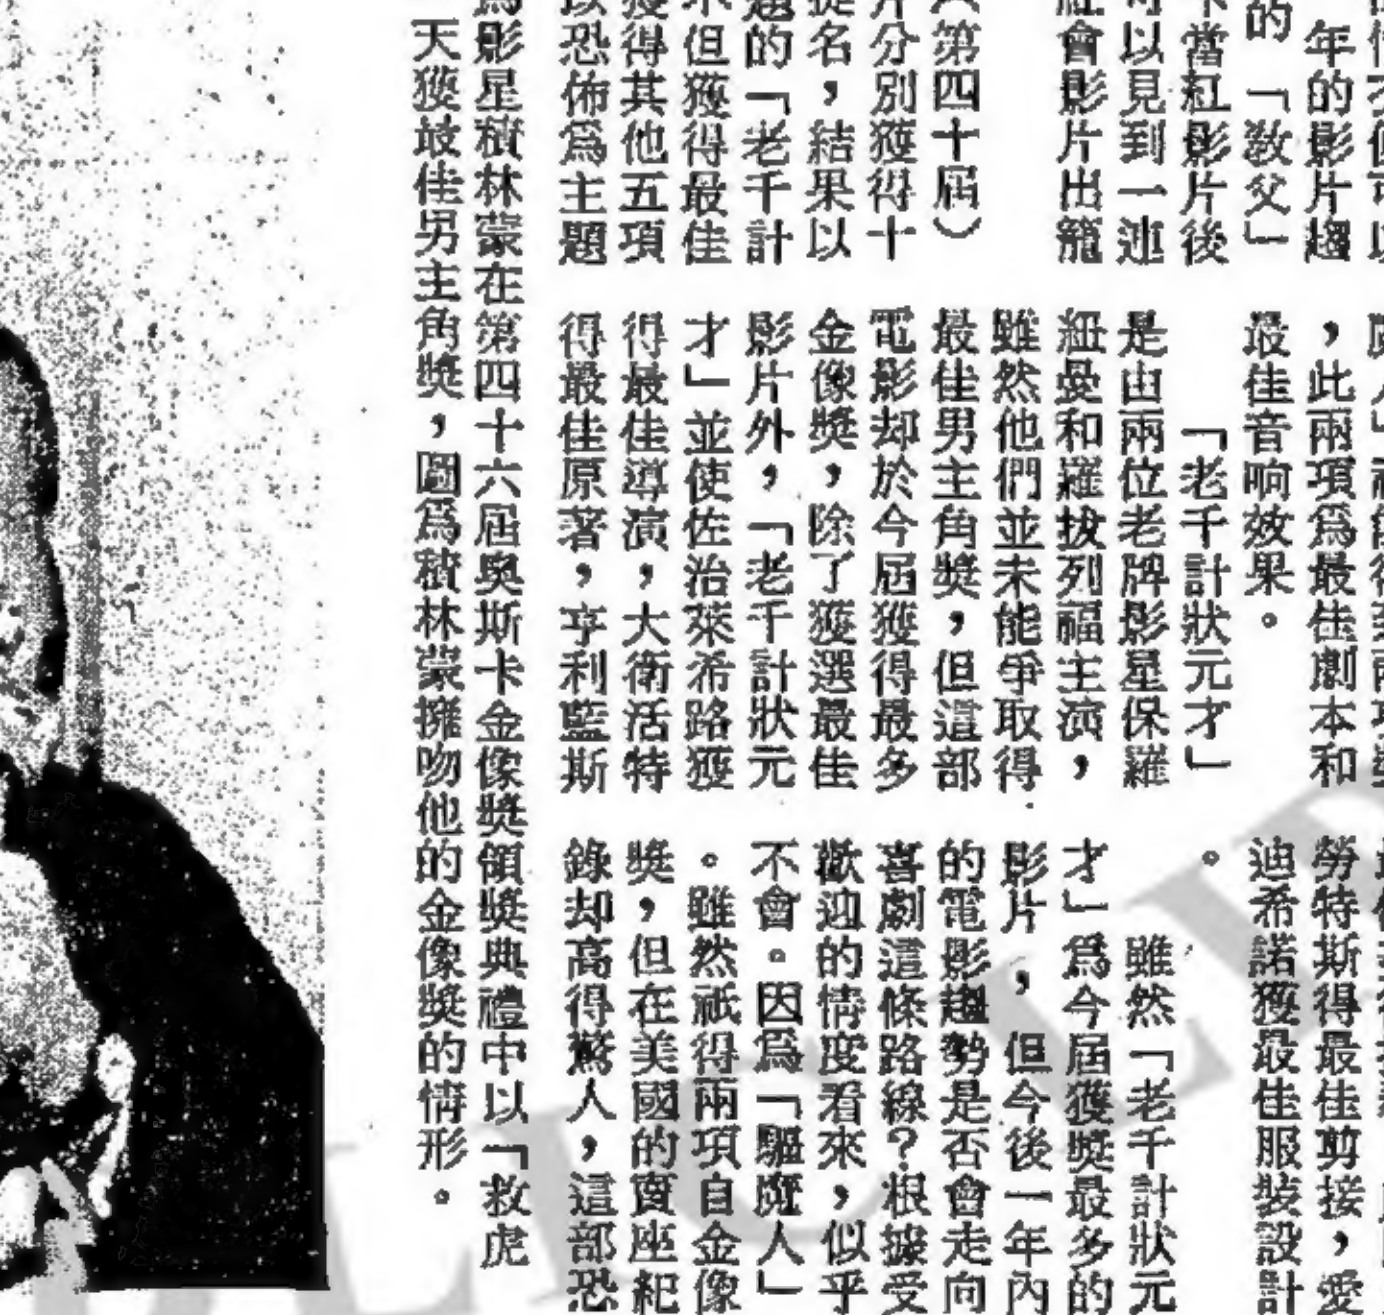 年的影片趨
的「教父」
當紅影片後
可以見到一連
社會影片出籠
（第四十屆）
片分別獲得十
提名，結果以
題的「老千計
不但獲得最佳
獲得其他五項
以恐怖爲主題
，此兩項爲最佳劇本和
最佳音响效果。
「老千計狀元才」
是由兩位老牌影星保羅
紐曼和羅拔列福主演，
雖然他們並未能爭取得
最佳男主角獎，但這部
電影却於今屆獲得最多
金像獎，除了獲選最佳
影片外，「老千計狀元
才」並使佐治萊希路獲
得最佳導演，大衛活特
得最佳原著，亨利監斯
勞特斯得最佳剪接，愛
迪希諾獲最佳服裝設計
。
雖然「老千計狀元
才」爲今屆獲獎最多的
影片，但今後一年內
的電影趨勢是否會走向
喜劇這條路線？根據受
歡迎的情度看來，似乎
不會。因爲「驅魔人」
。雖然祇得兩項自金像
獎，但在美國的賣座紀
錄却高得驚人，這部恐
爲影星積林蒙在第四十六屆奧斯卡金像獎領獎典禮中以「救虎
天獲最佳男主角獎，圖爲積林蒙擁吻他的金像獎的情形。